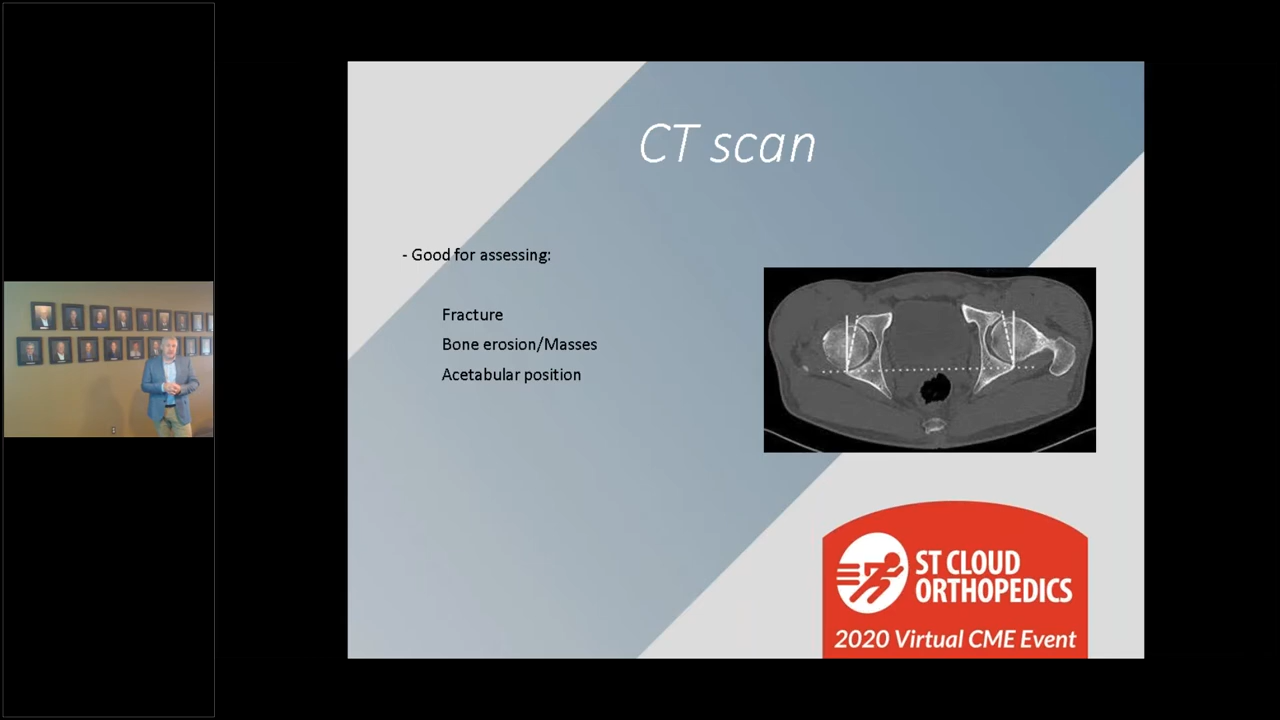 CT scan
- Good for assessing:
Fracture
Bone erosion/Masses
Acetabular position
ST CLOUD
ORTHOPEDICS
2020 Virtual CME Event